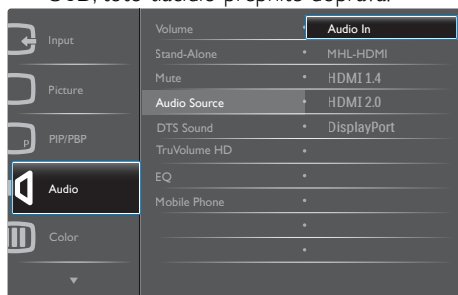 Input
Picture
P
PIP/PBP
Audio
Color
Volume
Stand-Alone
Mute
Audio Source
DTS Sound
TruVolume HD
EQ
Mobile Phone
Audio In
MHL-HDMI
HDMI 1.4
HDMI 2.0
DisplayPort